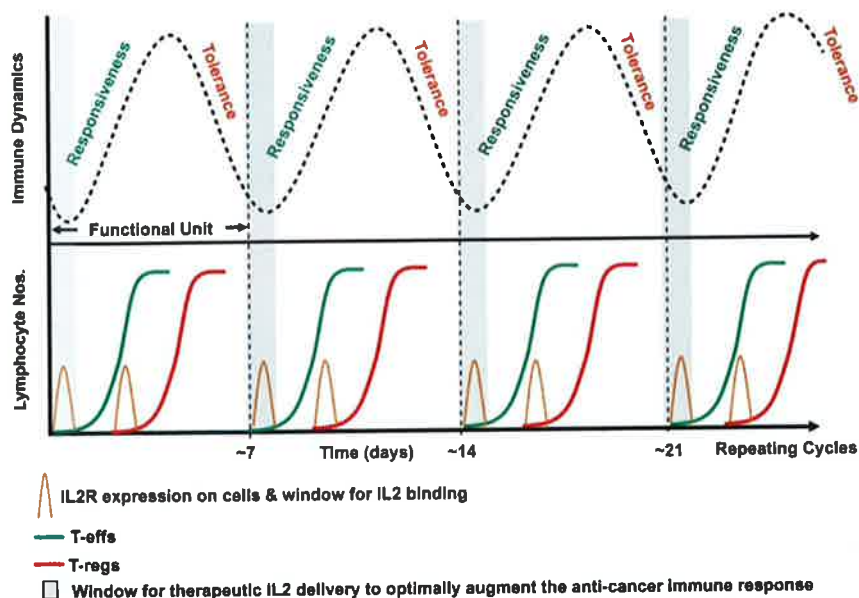 Immune Dynamics
Responsiveness
Tolerance
Responsiveness
Tolerance
Responsiveness
Tolerance
Responsiveness
Tolerance
Functional Unit
Lymphocyte Nos.
~7
Time (days)
~14
~21
Repeating Cycles
IL2R expression on cells & window for IL2 binding
T-effs
T-regs
Window for therapeutic IL2 delivery to optimally augment the anti-cancer immune response